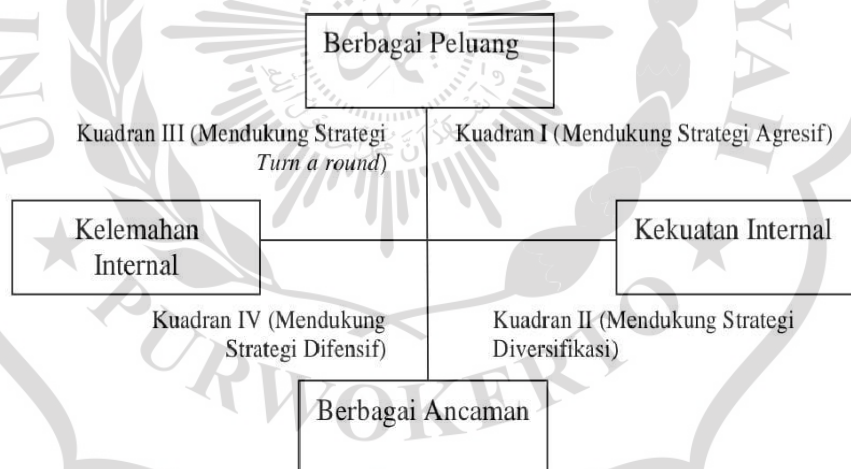 Berbagai Peluang
Kuadran III (Mendukung Strategi
Turn a round)
Kuadran I (Mendukung Strategi Agresif)
Kelemahan
Internal
Kekuatan Internal
Kuadran IV (Mendukung
Strategi Difensif)
Kuadran II (Mendukung Strategi
Diversifikasi)
Berbagai Ancaman
PURWOKERTO